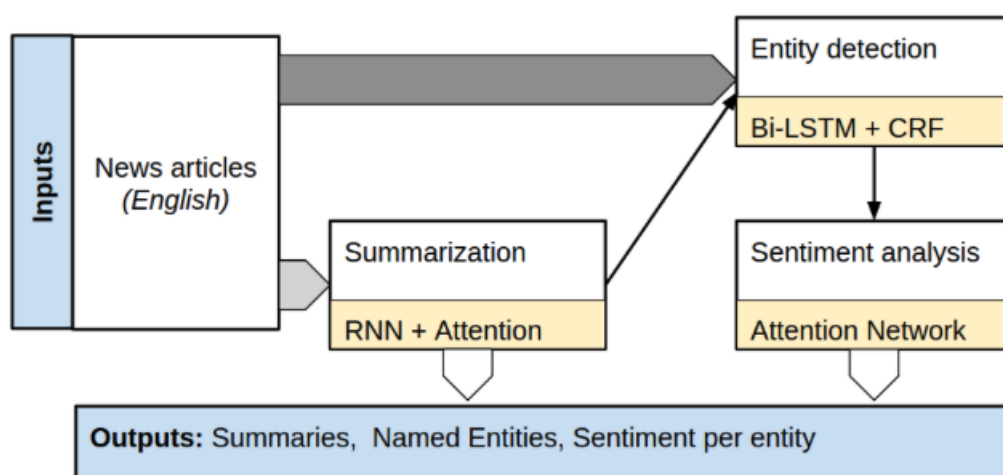 Inputs
News articles
(English)
Entity detection
Bi-LSTM + CRF
Summarization
RNN + Attention
Sentiment analysis
Attention Network
Outputs: Summaries, Named Entities, Sentiment per entity